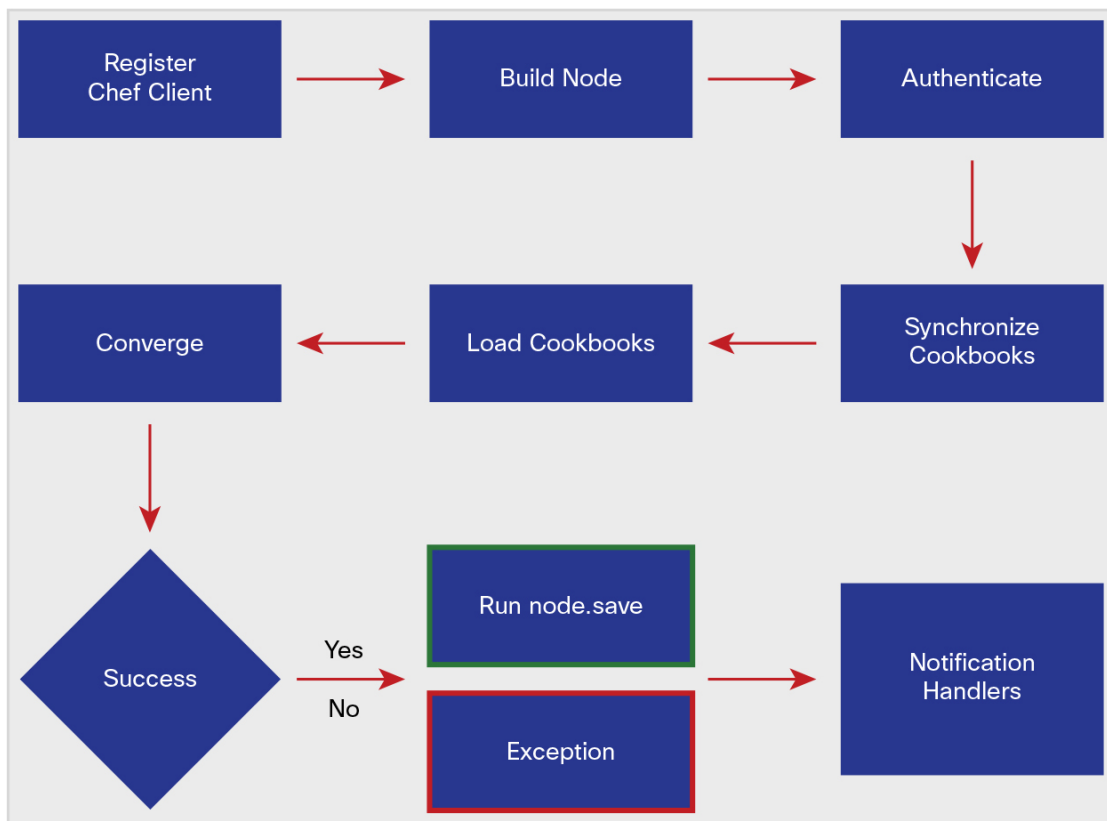 Register
Chef Client
Build Node
Authenticate
Synchronize
Cookbooks
Load Cookbooks
Converge
Success
Yes
No
Run node.save
Exception
Notification
Handlers